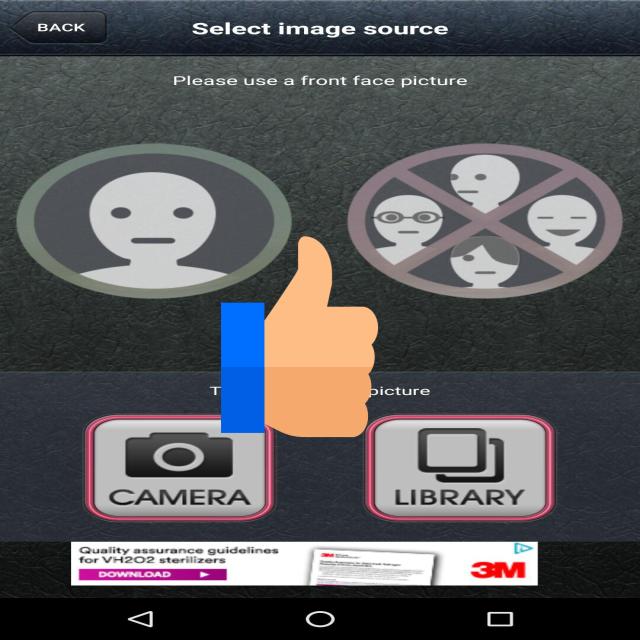 BACK
Select image source
Please use a front face picture
picture
CAMERA
LIBRARY
Quality assurance guidelines
for VH2O2 sterilizers
DOWNLOAD
3M
3M